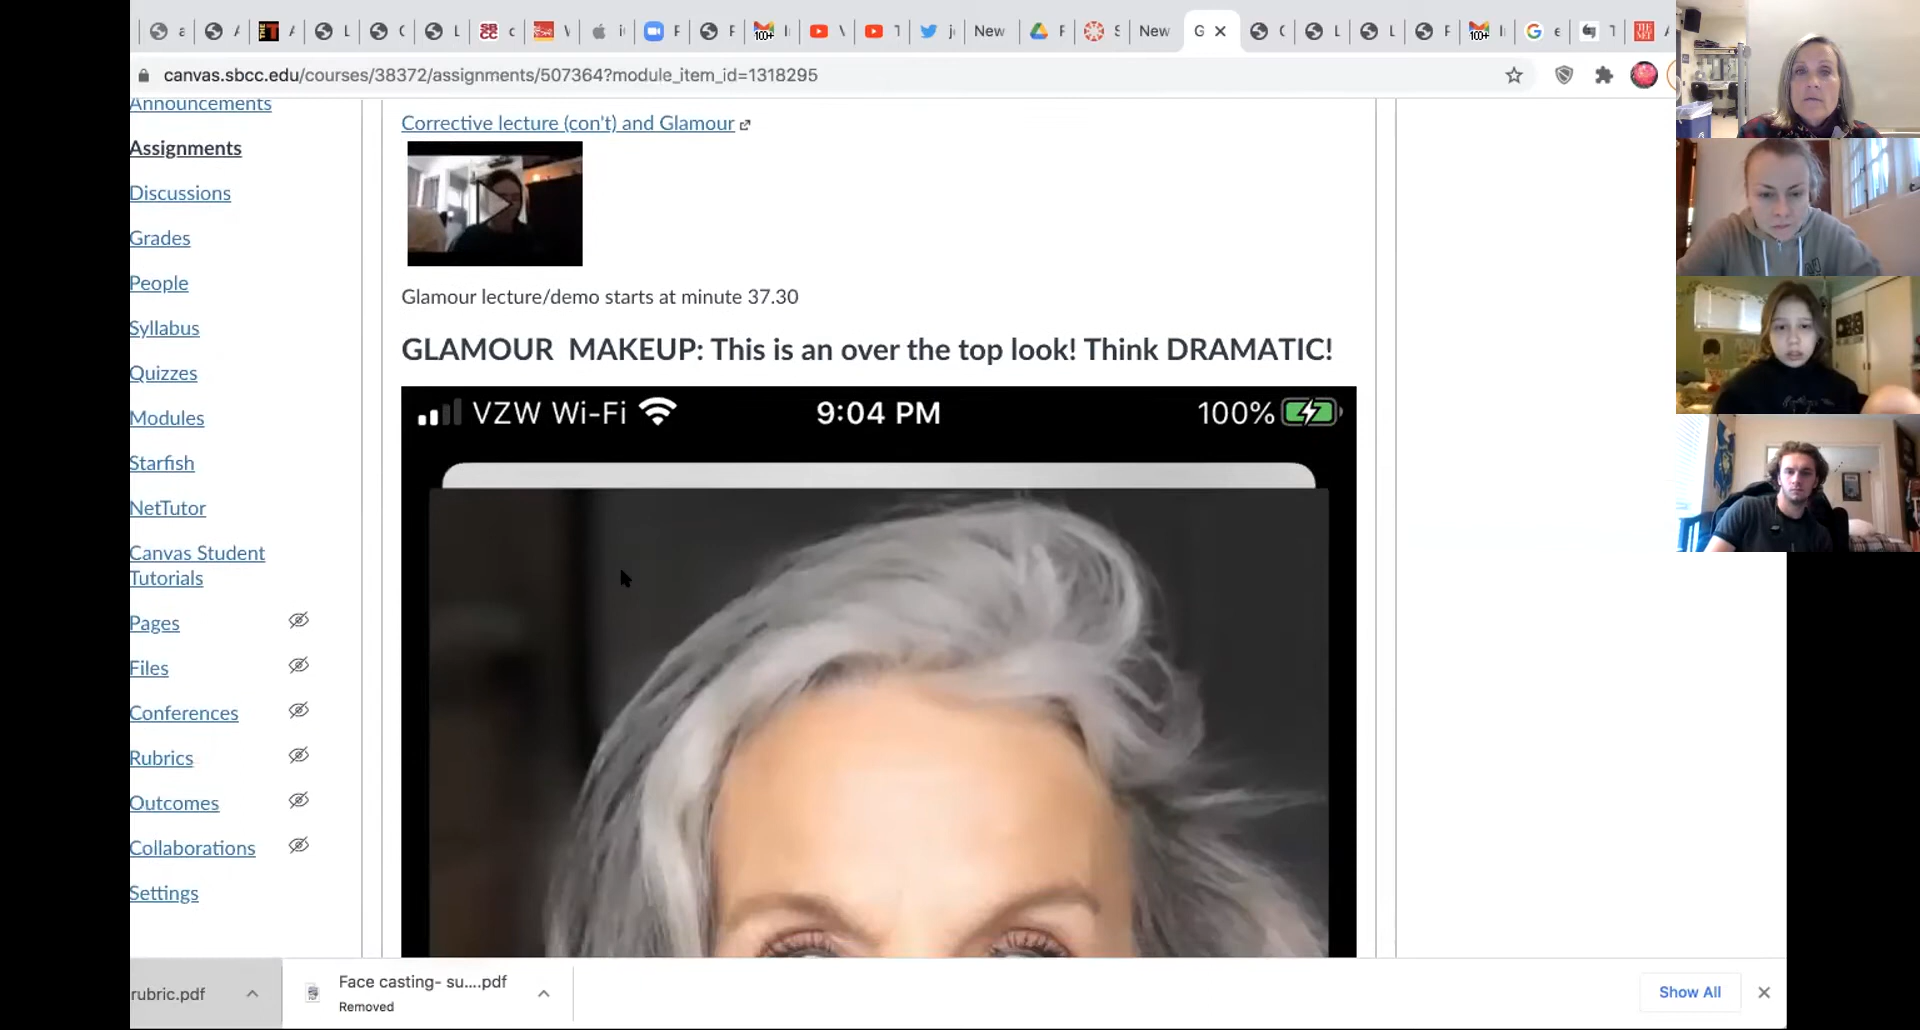 New
New
G
canvas.sbcc.edu/courses/38372/assignments/507364?module_item_id=1318295
Announcements
Assignments
Discussions
Grades
People
Syllabus
Quizzes
Modules
Starfish
NetTutor
Canvas Student
Tutorials
Pages
Files
Conferences
Rubrics
Outcomes
Collaborations
Settings
Corrective lecture (con't) and Glamour
Glamour lecture/demo starts at minute 37.30
GLAMOUR MAKEUP: This is an over the top look! Think DRAMATIC!
VZW Wi-Fi 9:04 PM 100%
rubric.pdf
Face casting- su....pdf
Removed
Show All